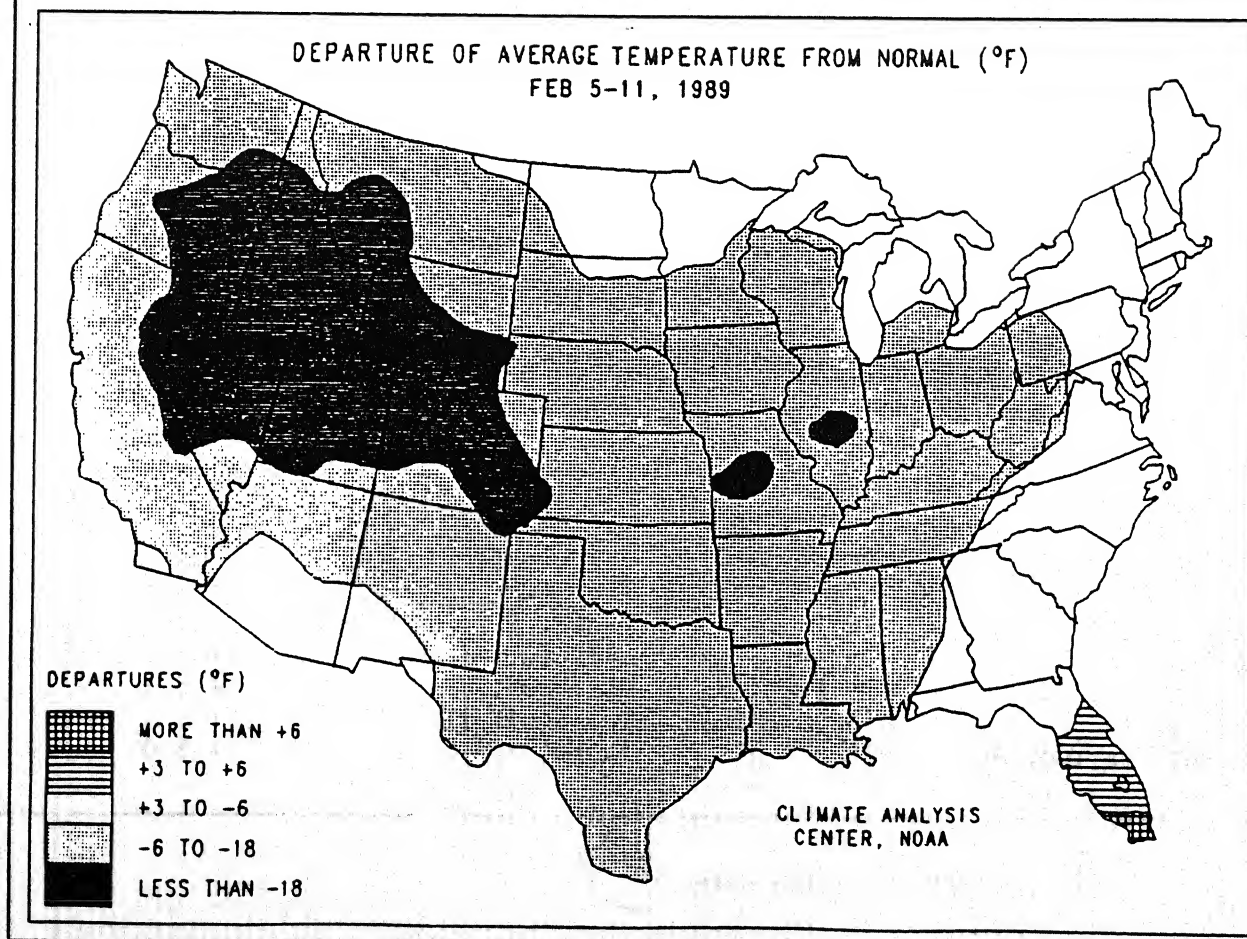 DEPARTURE OF AVERAGE TEMPERATURE FROM NORMAL (°F)
FEB 5-11, 1989
DEPARTURES (°F)
MORE THAN +6
+3 TO +6
+3 TO -6
-6 TO -18
LESS THAN -18
CLIMATE ANALYSIS
CENTER, NOAA